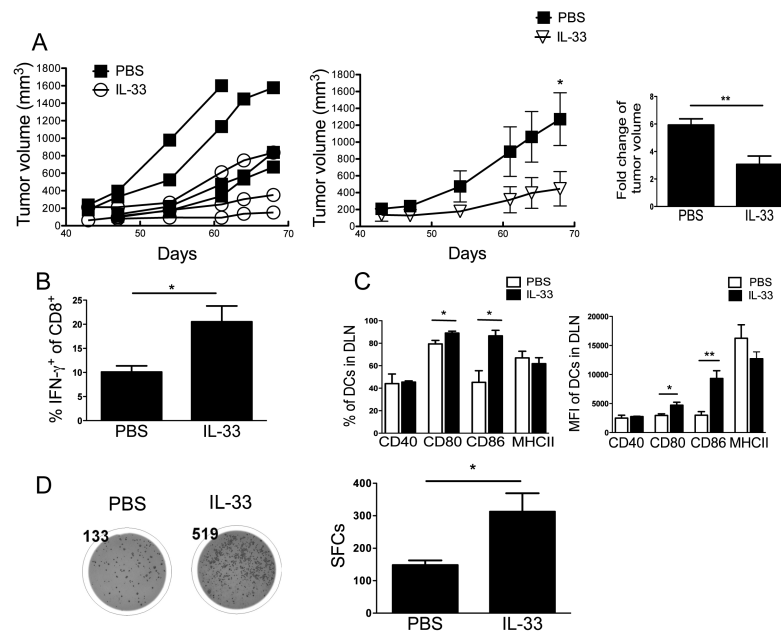 A
PBS
IL-33
Tumor volume (mm³)
1800
1600
1400
1200
1000
800
600
400
200
0
40
50
60
70
Days
PBS
IL-33
Tumor volume (mm³)
1800
1600
1400
1200
1000
800
600
400
200
0
*
40
50
60
70
Days
Fold change of
tumor volume
8
6
4
2
0
**
PBS
IL-33
B
% IFN-γ⁺ of CD8⁺
25
20
15
10
5
0
*
PBS
IL-33
C
PBS
IL-33
% of DCs in DLN
100
80
60
40
20
0
*
*
CD40
CD80
CD86
MHCII
PBS
IL-33
MFI of DCs in DLN
20000
15000
10000
5000
0
*
**
CD40
CD80
CD86
MHCII
D
PBS
IL-33
133
519
SFCs
400
300
200
100
0
*
PBS
IL-33